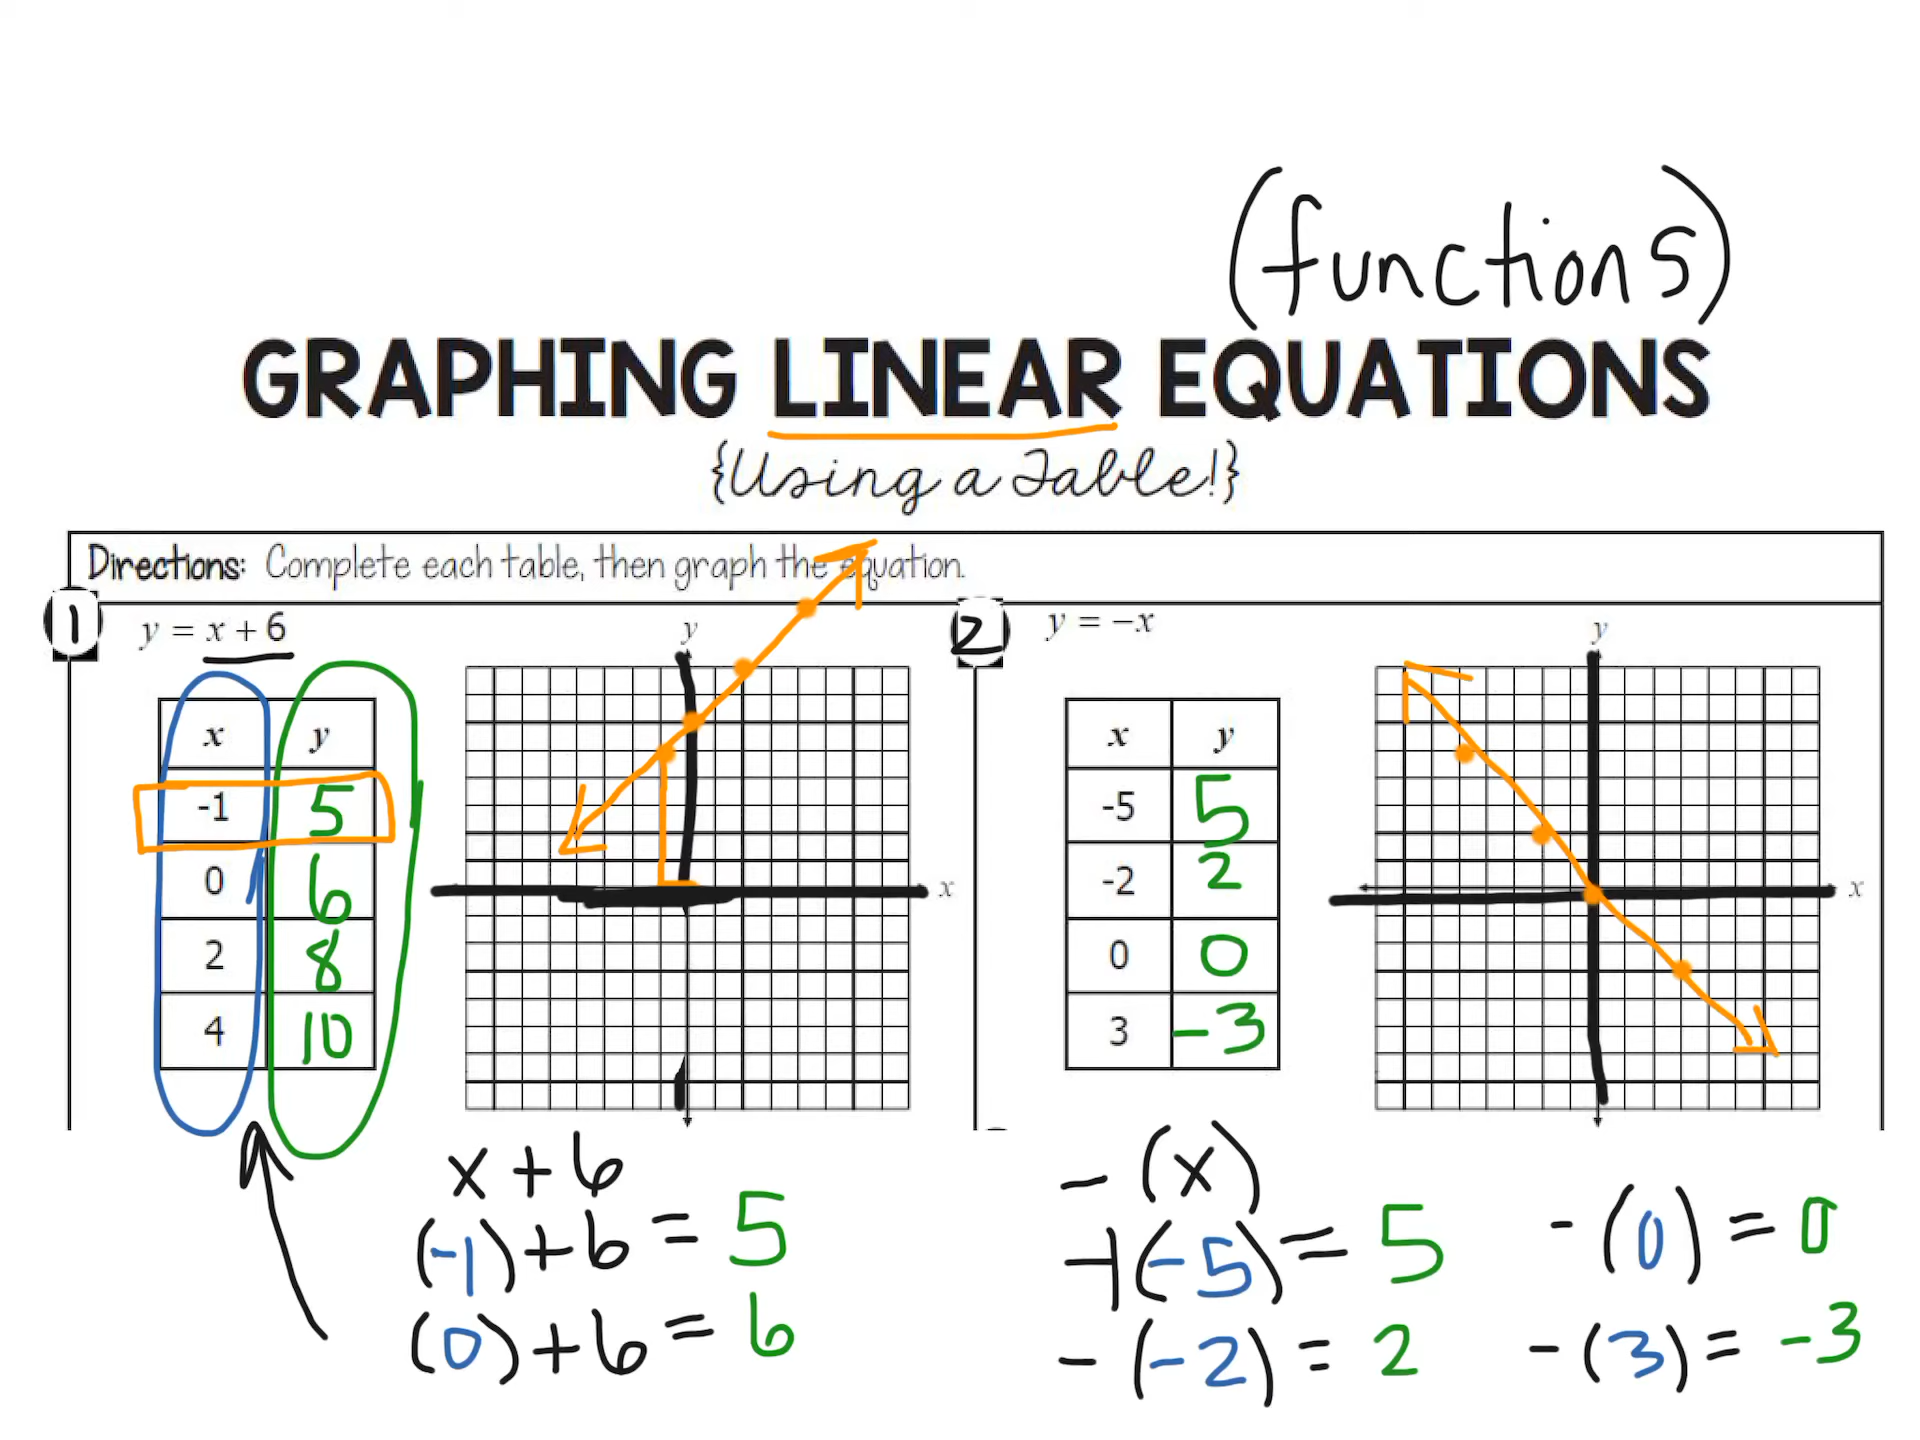 (functions)
GRAPHING LINEAR EQUATIONS
{Using a Table!}
Directions: Complete each table, then graph the equation.
1
y = x + 6
x y
-1 5
0 6
2 8
4 10
y
x
x + 6
(-1) + 6 = 5
(0) + 6 = 6
2
y = -x
x y
-5 5
-2 2
0 0
3 -3
y
x
- (x)
-1(-5) = 5
- (-2) = 2
- (0) = 0
- (3) = -3